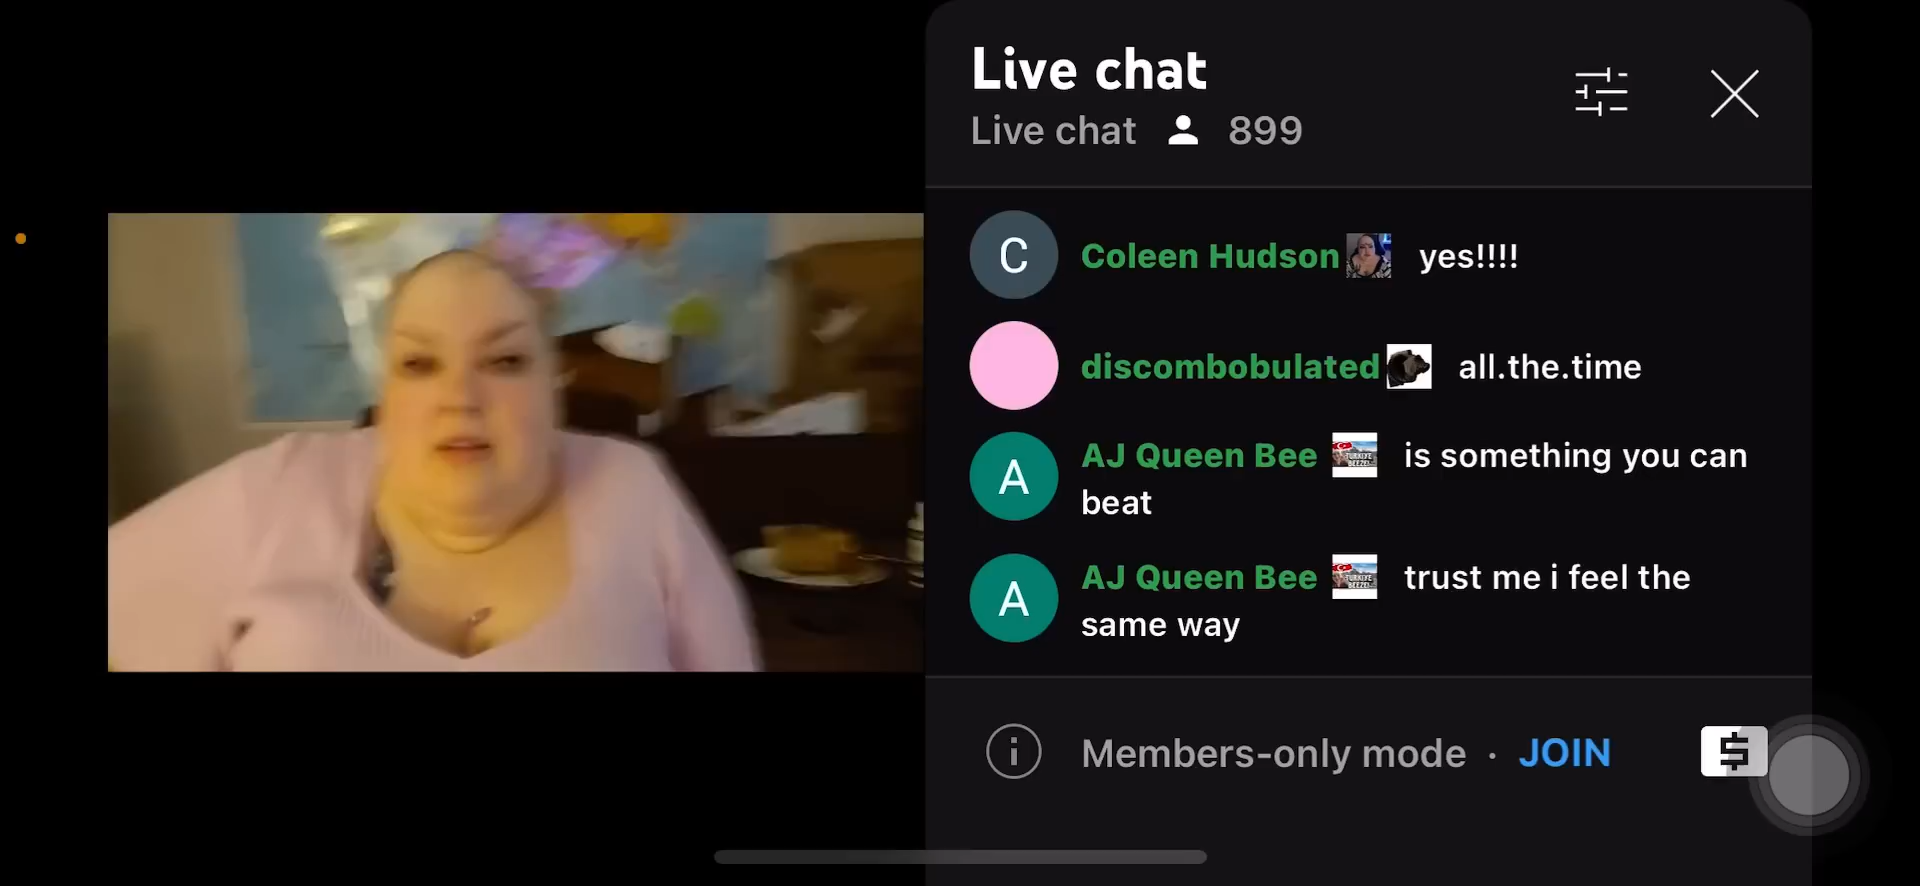 Live chat
Live chat 899
C Coleen Hudson yes!!!!
discombobulated all.the.time
A AJ Queen Bee is something you can
beat
A AJ Queen Bee trust me i feel the
same way
Members-only mode · JOIN